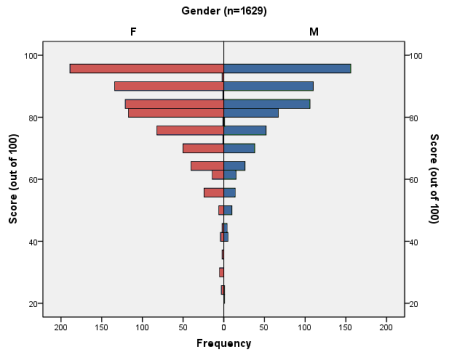 Gender (n=1629)
F M
100 100
80 80
60 60
40 40
20 20
Score (out of 100)
Score (out of 100)
200 150 100 50 0 50 100 150 200
Frequency